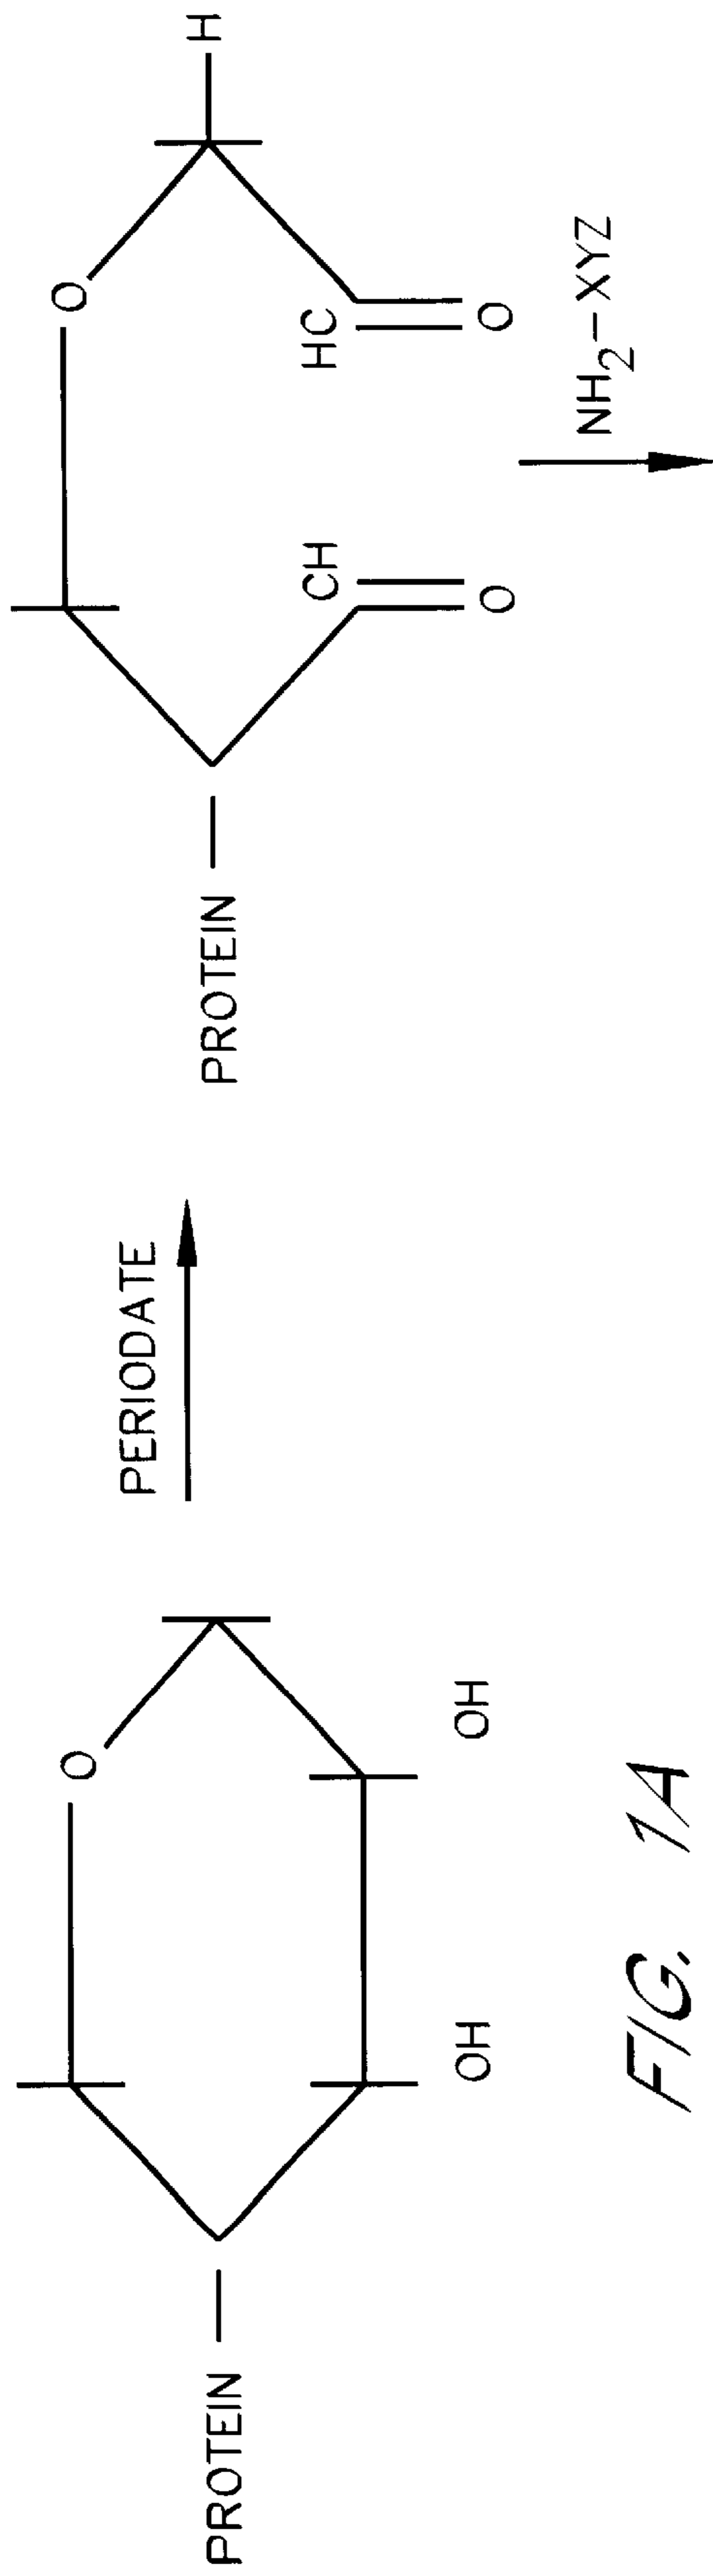 PROTEIN
O
OH
OH
PERIODATE
PROTEIN
O
H
CH
O
HC
O
NH₂-XYZ
FIG. 1A